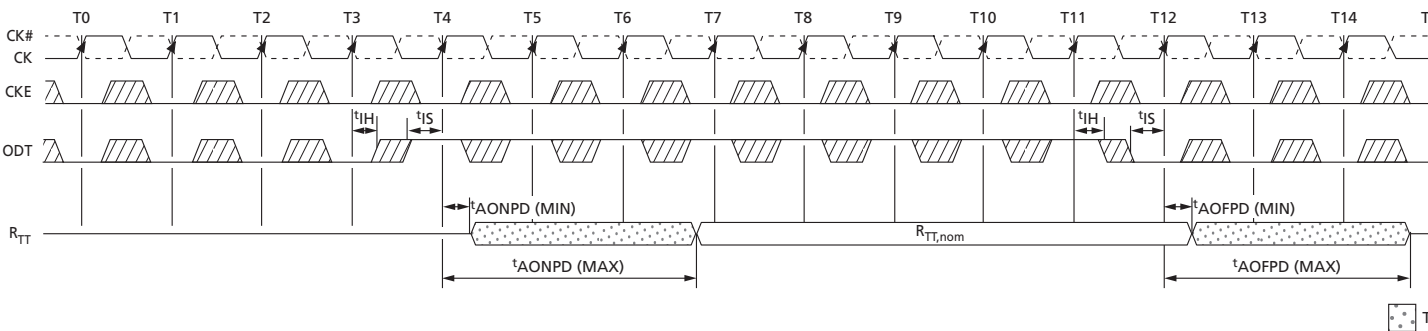 T0 T1 T2 T3 T4 T5 T6 T7 T8 T9 T10 T11 T12 T13 T14 T
CK#
CK
CKE
tIH tIS tIH tIS
ODT
tAONPD (MIN) tAOFPD (MIN)
RTT RTT,nom
tAONPD (MAX) tAOFPD (MAX)
T